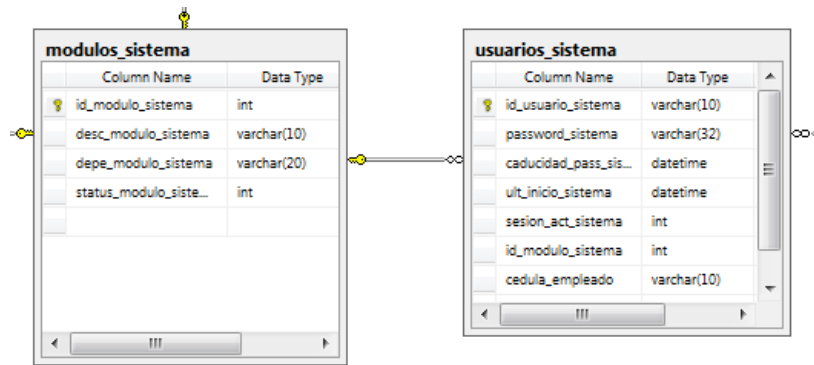 modulos_sistema
Column Name Data Type
id_modulo_sistema int
desc_modulo_sistema varchar(10)
depe_modulo_sistema varchar(20)
status_modulo_siste... int
usuarios_sistema
Column Name Data Type
id_usuario_sistema varchar(10)
password_sistema varchar(32)
caducidad_pass_sis... datetime
ult_inicio_sistema datetime
sesion_act_sistema int
id_modulo_sistema int
cedula_empleado varchar(10)